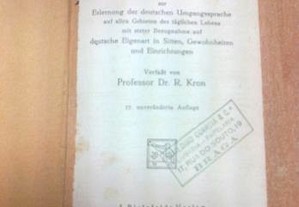 zur
Erlernung der deutschen Umgangssprache
auf allen Gebieten des täglichen Lebens
mit steter Bezugnahme auf
deutsche Eigenart in Sitten, Gewohnheiten
und Einrichtungen
Verfaßt von
Professor Dr. R. Kron
unveränderte Auflage